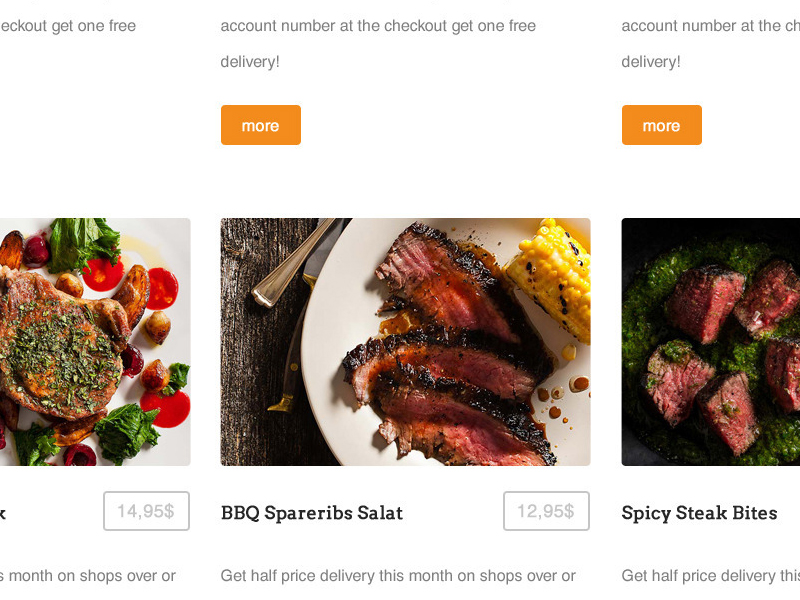 eckout get one free
account number at the checkout get one free
delivery!
more
account number at the ch
delivery!
more
k 14,95$
s month on shops over or
BBQ Spareribs Salat 12,95$
Get half price delivery this month on shops over or
Spicy Steak Bites
Get half price delivery this